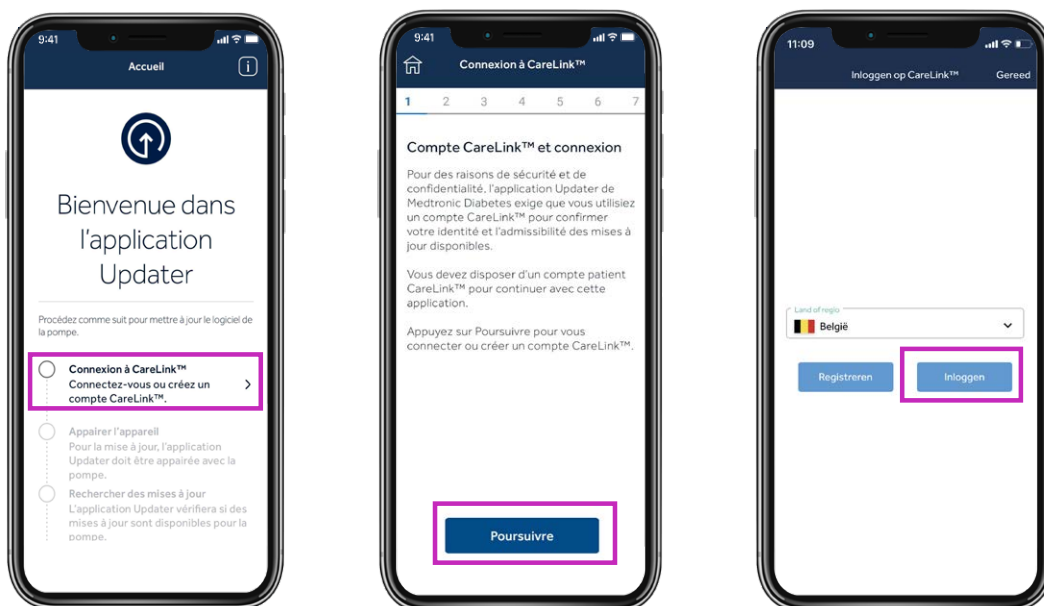 9:41
Accueil
Bienvenue dans
l'application
Updater
Procédez comme suit pour mettre à jour le logiciel de
la pompe.
Connexion à CareLink™
Connectez-vous ou créez un
compte CareLink™.
Appairer l'appareil
Pour la mise à jour, l'application
Updater doit être appairée avec la
pompe.
Rechercher des mises à jour
L'application Updater vérifiera si des
mises à jour sont disponibles pour la
pompe.
9:41
Connexion à CareLink™
1 2 3 4 5 6 7
Compte CareLink™ et connexion
Pour des raisons de sécurité et de
confidentialité, l'application Updater de
Medtronic Diabetes exige que vous utilisiez
un compte CareLink™ pour confirmer
votre identité et l'admissibilité des mises à
jour disponibles.
Vous devez disposer d'un compte patient
CareLink™ pour continuer avec cette
application.
Appuyez sur Poursuivre pour vous
connecter ou créer un compte CareLink™.
Poursuivre
11:09
Inloggen op CareLink™ Gereed
Land of regio
België
Registreren Inloggen